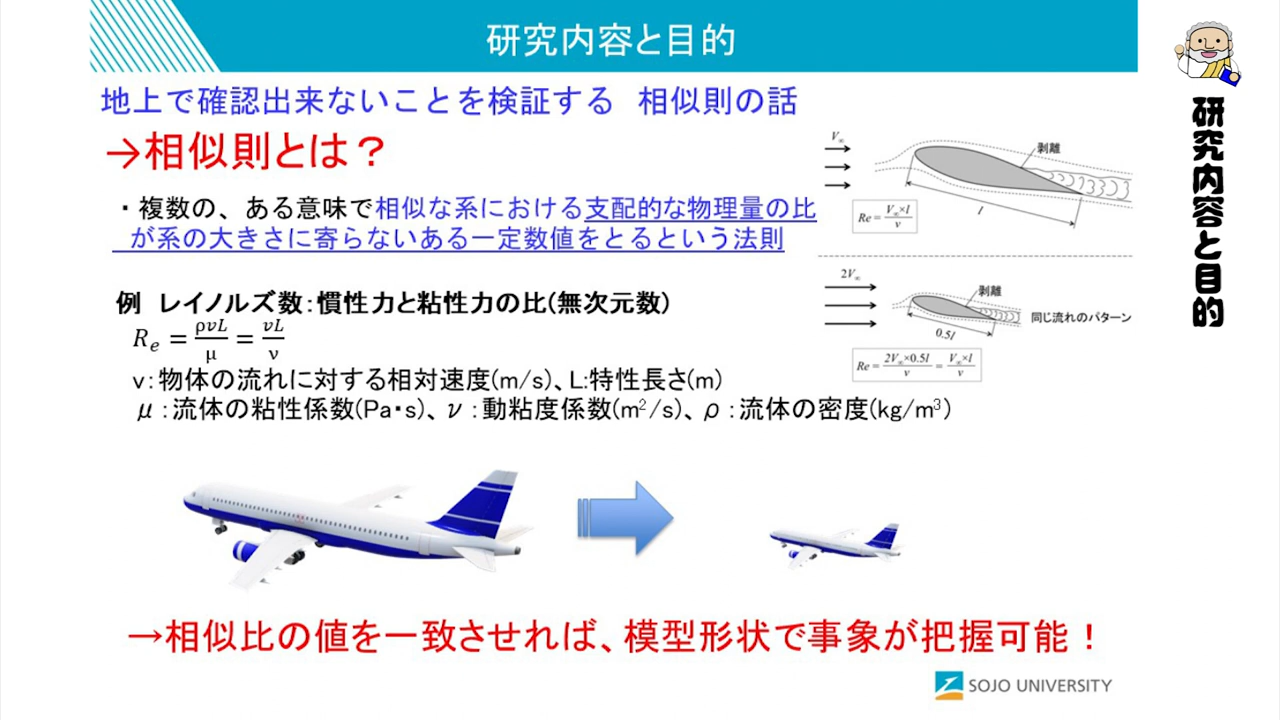 研究内容と目的
地上で確認出来ないことを検証する　相似則の話
→相似則とは？
・複数の、ある意味で相似な系における支配的な物理量の比
が系の大きさに寄らないある一定数値をとるという法則
例　レイノルズ数：慣性力と粘性力の比(無次元数)
Re = ρvL/μ = vL/ν
v：物体の流れに対する相対速度(m/s)、L:特性長さ(m)
μ：流体の粘性係数(Pa・s)、ν：動粘度係数(m²/s)、ρ：流体の密度(kg/m³)
V∞
剥離
l
Re = V∞×l/ν
2V∞
剥離
0.5l
同じ流れのパターン
Re = 2V∞×0.5l/ν = V∞×l/ν
→相似比の値を一致させれば、模型形状で事象が把握可能！
SOJO UNIVERSITY
研究内容と目的